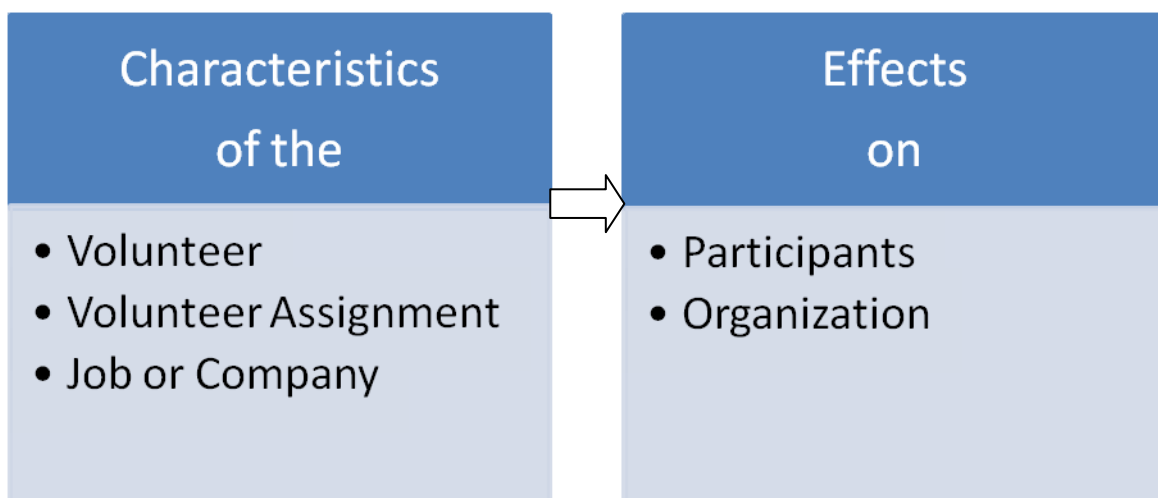 Characteristics
of the
• Volunteer
• Volunteer Assignment
• Job or Company
Effects
on
• Participants
• Organization